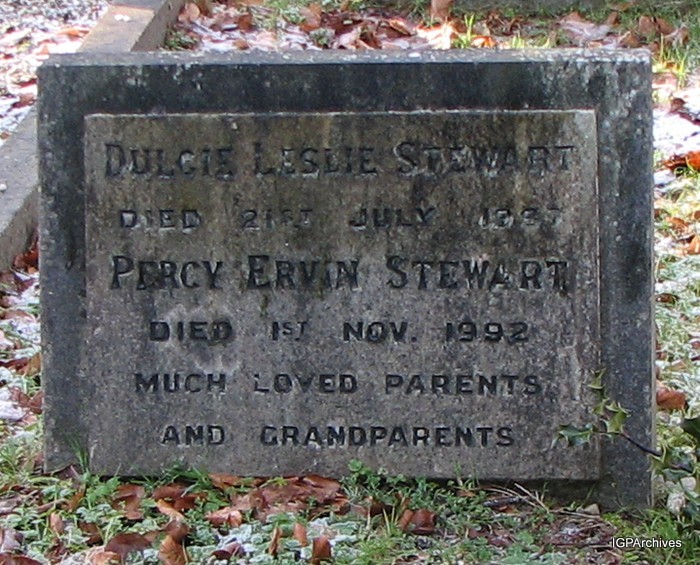 DULCIE LESLIE STEWART
DIED 21ST JULY
PERCY ERVIN STEWART
DIED 1ST NOV. 1992
MUCH LOVED PARENTS
AND GRANDPARENTS
IGPArchives